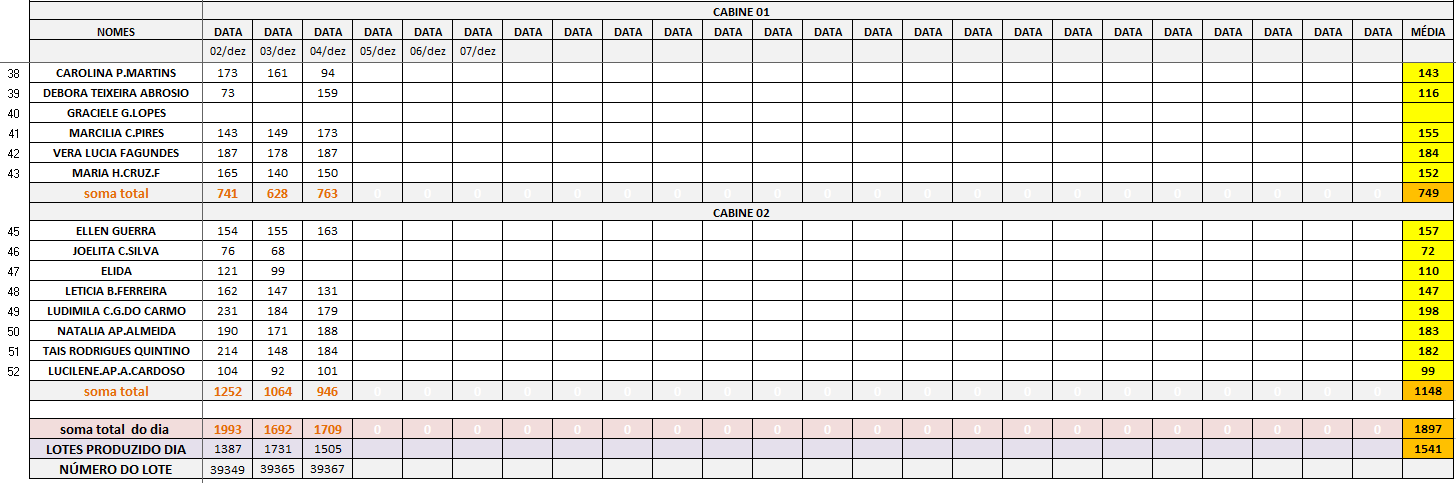 CABINE 01
NOMES DATA DATA DATA DATA DATA DATA DATA DATA DATA DATA DATA DATA DATA DATA DATA DATA DATA DATA DATA DATA DATA DATA DATA DATA MÉDIA
02/dez 03/dez 04/dez 05/dez 06/dez 07/dez
38 CAROLINA P.MARTINS 173 161 94 143
39 DEBORA TEIXEIRA ABROSIO 73 159 116
40 GRACIELE G.LOPES
41 MARCILIA C.PIRES 143 149 173 155
42 VERA LUCIA FAGUNDES 187 178 187 184
43 MARIA H.CRUZ.F 165 140 150 152
soma total 741 628 763 0 0 0 0 0 0 0 0 0 0 0 0 0 0 0 0 0 0 0 0 0 749
CABINE 02
45 ELLEN GUERRA 154 155 163 157
46 JOELITA C.SILVA 76 68 72
47 ELIDA 121 99 110
48 LETICIA B.FERREIRA 162 147 131 147
49 LUDIMILA C.G.DO CARMO 231 184 179 198
50 NATALIA AP.ALMEIDA 190 171 188 183
51 TAIS RODRIGUES QUINTINO 214 148 184 182
52 LUCILENE.AP.A.CARDOSO 104 92 101 99
soma total 1252 1064 946 0 0 0 0 0 0 0 0 0 0 0 0 0 0 0 0 0 0 0 0 0 1148
soma total do dia 1993 1692 1709 0 0 0 0 0 0 0 0 0 0 0 0 0 0 0 0 0 0 0 0 0 1897
LOTES PRODUZIDO DIA 1387 1731 1505 1541
NÚMERO DO LOTE 39349 39365 39367